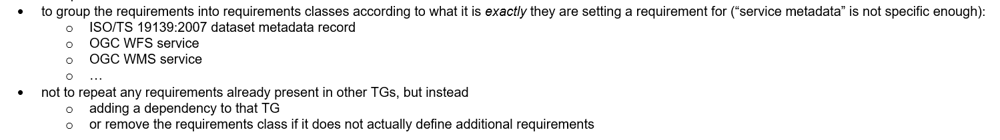 • to group the requirements into requirements classes according to what it is exactly they are setting a requirement for (“service metadata” is not specific enough):
o ISO/TS 19139:2007 dataset metadata record
o OGC WFS service
o OGC WMS service
o …
• not to repeat any requirements already present in other TGs, but instead
o adding a dependency to that TG
o or remove the requirements class if it does not actually define additional requirements